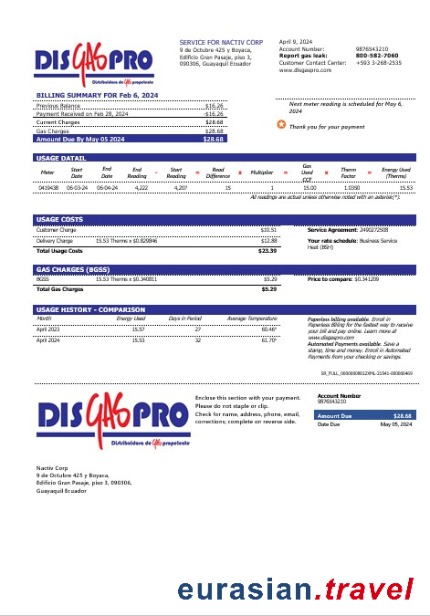 DISGASPRO
Distribuidora de Gas propotente
SERVICE FOR NACTIV CORP
9 de Octubre 425 y Boyaca,
Edificio Gran Pasaje, piso 3,
090306, Guayaquil Ecuador
April 9, 2024
Account Number: 9876543210
Report gas leak: 800-582-7060
Customer Contact Center: +593 3-268-2535
www.disgaspro.com
BILLING SUMMARY FOR Feb 6, 2024
Previous Balance $16.26
Payment Received on Feb 28, 2024 -$16.26
Current Charges $28.68
Gas Charges $28.68
Amount Due By May 05 2024 $28.68
Next meter reading is scheduled for May 6,
2024
Thank you for your payment
USAGE DATAIL
Meter Start Date End Date End Reading - Start Reading = Read Difference x Multiplier = Gas Used CCF x Therm Factor = Energy Used (Therms)
0419438 06-03-24 06-04-24 4,222 4,207 15 1 15.00 1.0350 15.53
All readings are actual unless otherwise noted with asterisk(*).
USAGE COSTS
Customer Charge $10.51
Delivery Charge 15.53 Therms x $0.829846 $12.88
Total Usage Costs $23.39
Service Agreement: 2490272508
Your rate schedule: Business Service
Heat (BSH)
GAS CHARGES (BGSS)
BGSS 15.53 Therms x $0.340811 $5.29
Total Gas Charges $5.29
Price to compare: $0.341209
USAGE HISTORY - COMPARISON
Month Energy Used Days in Period Average Temperature
April 2023 15.57 27 60.46°
April 2024 15.53 32 61.70°
Paperless billing available. Enroll in
Paperless Billing for the fastest way to receive
your bill and pay online. Learn more at
www.disgaspro.com
Automated Payments available. Save a
stamp, time and money. Enroll in Automated
Payments from your checking or savings.
DISGASPRO
Distribuidora de Gas propotente
Enclose this section with your payment.
Please do not staple or clip.
Check for name, address, phone, email,
corrections; complete on reverse side.
Account Number
9876543210
Amount Due $28.68
Date Due May 05, 2024
Nactiv Corp
9 de Octubre 425 y Boyaca,
Edificio Gran Pasaje, piso 3, 090306,
Guayaquil Ecuador
eurasian.travel